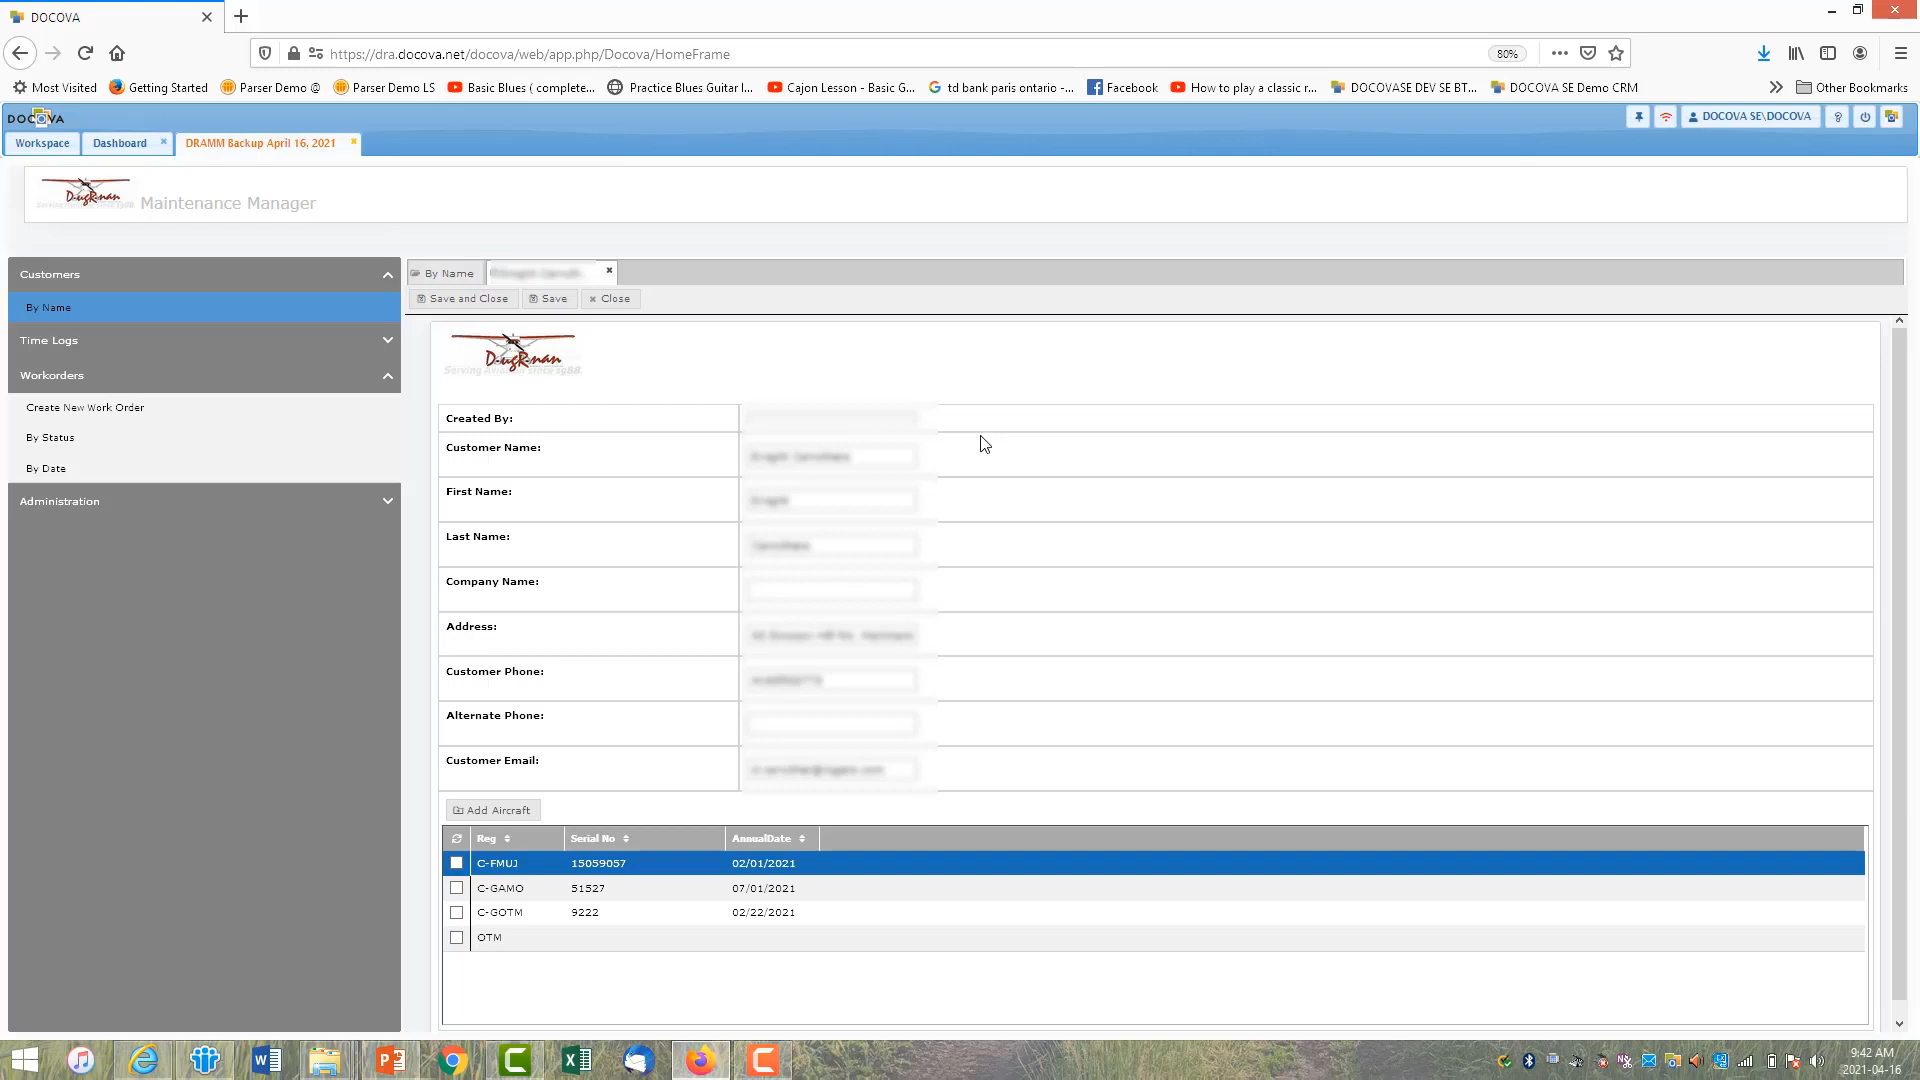 DOCOVA
https://dra.docova.net/docova/web/app.php/Docova/HomeFrame
80%
Most Visited Getting Started Parser Demo @ Parser Demo LS Basic Blues ( complete... Practice Blues Guitar l... Cajon Lesson - Basic G... td bank paris ontario -... Facebook How to play a classic r... DOCOVASE DEV SE BT... DOCOVA SE Demo CRM Other Bookmarks
DOCOVA
DOCOVA SE\DOCOVA
Workspace Dashboard DRAMM Backup April 16, 2021
Maintenance Manager
Customers
By Name
Time Logs
Workorders
Create New Work Order
By Status
By Date
Administration
By Name
Save and Close Save Close
Serving Aviation since 1988.
Created By:
Customer Name:
First Name:
Last Name:
Company Name:
Address:
Customer Phone:
Alternate Phone:
Customer Email:
Add Aircraft
Reg Serial No AnnualDate
C-FMUJ 15059057 02/01/2021
C-GAMO 51527 07/01/2021
C-GOTM 9222 02/22/2021
OTM
9:42 AM
2021-04-16